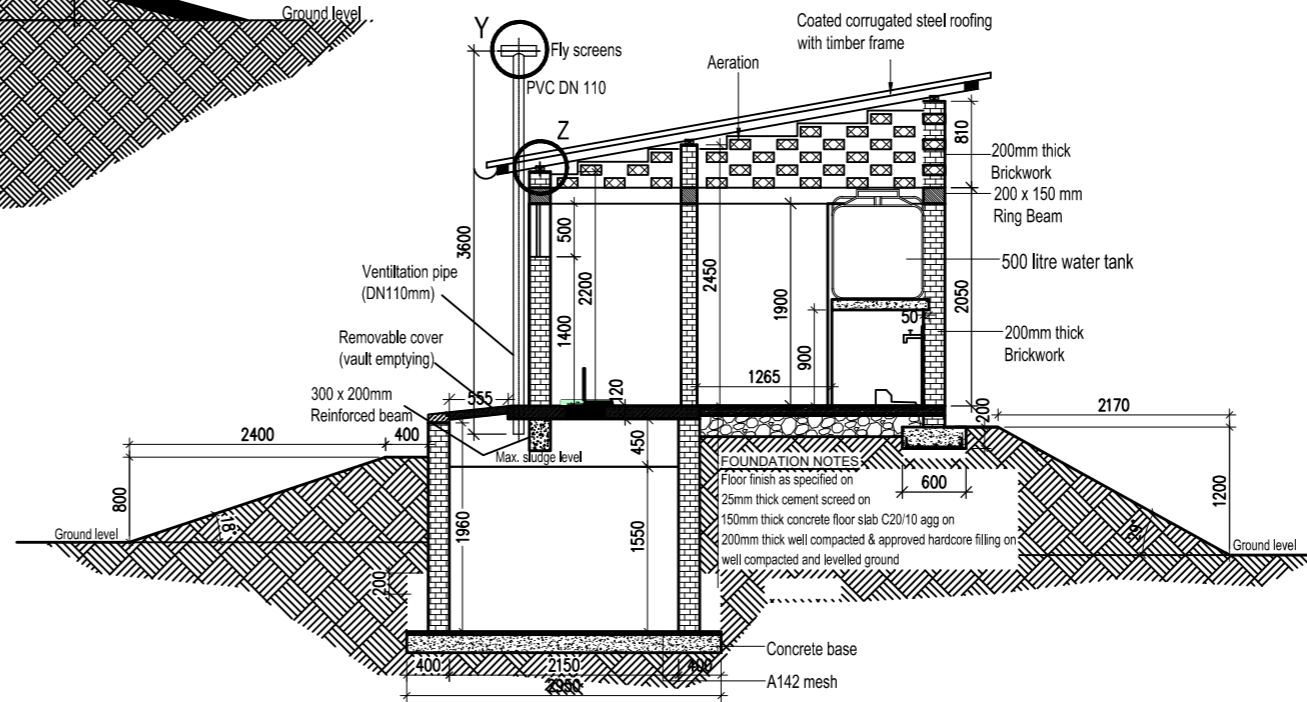 Ground level
Y
Fly screens
PVC DN 110
Coated corrugated steel roofing
with timber frame
Aeration
Z
810
200mm thick
Brickwork
200 x 150 mm
Ring Beam
3600
500
2200
2450
1900
500 litre water tank
2050
Ventiltation pipe
(DN110mm)
1400
900
50
200mm thick
Brickwork
Removable cover
(vault emptying)
1265
120
555
300 x 200mm
Reinforced beam
200
2170
2400
400
450
Max. sludge level
FOUNDATION NOTES
Floor finish as specified on
25mm thick cement screed on
150mm thick concrete floor slab C20/10 agg on
200mm thick well compacted & approved hardcore filling on
well compacted and levelled ground
600
800
1200
18°
Ground level
1960
1550
29°
Ground level
200
400
2150
400
2950
Concrete base
A142 mesh